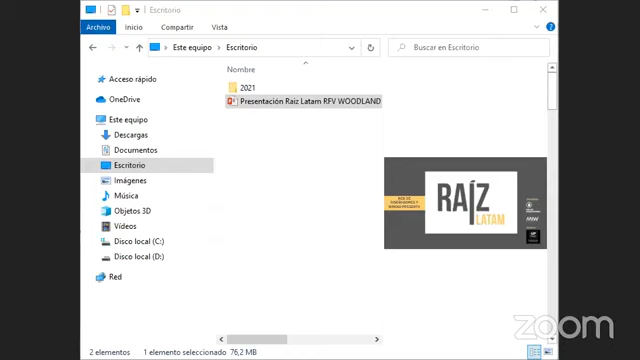 Escritorio
Archivo Inicio Compartir Vista
Este equipo > Escritorio
Buscar en Escritorio
Nombre
Acceso rápido
OneDrive
Este equipo
Descargas
Documentos
Escritorio
Imágenes
Música
Objetos 3D
Vídeos
Disco local (C:)
Disco local (D:)
Red
2021
Presentación Raiz Latam RFV WOODLAND
RAÍZ
LATAM
2 elementos 1 elemento seleccionado 76,2 MB
zoom